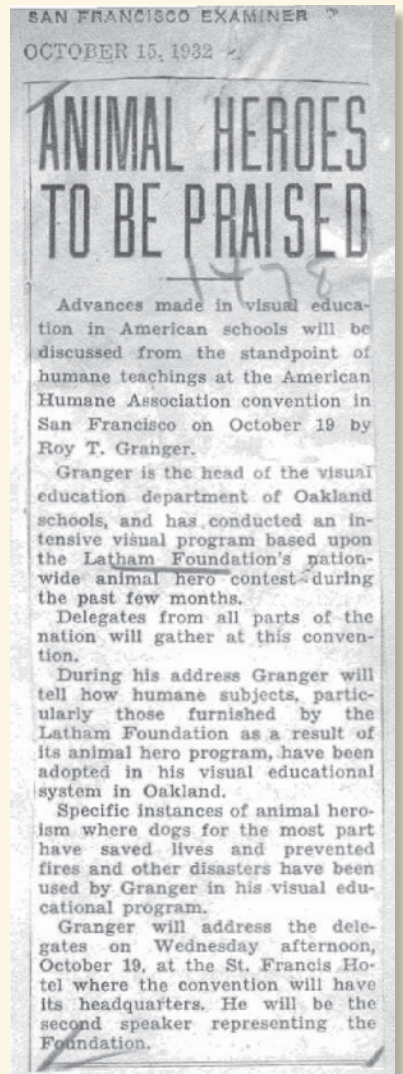 SAN FRANCISCO EXAMINER
OCTOBER 15, 1932
ANIMAL HEROES
TO BE PRAISED
1478
Advances made in visual educa-
tion in American schools will be
discussed from the standpoint of
humane teachings at the American
Humane Association convention in
San Francisco on October 19 by
Roy T. Granger.
Granger is the head of the visual
education department of Oakland
schools, and has conducted an in-
tensive visual program based upon
the Latham Foundation's nation-
wide animal hero contest during
the past few months.
Delegates from all parts of the
nation will gather at this conven-
tion.
During his address Granger will
tell how humane subjects, partic-
ularly those furnished by the
Latham Foundation as a result of
its animal hero program, have been
adopted in his visual educational
system in Oakland.
Specific instances of animal hero-
ism where dogs for the most part
have saved lives and prevented
fires and other disasters have been
used by Granger in his visual edu-
cational program.
Granger will address the dele-
gates on Wednesday afternoon,
October 19, at the St. Francis Ho-
tel where the convention will have
its headquarters. He will be the
second speaker representing the
Foundation.